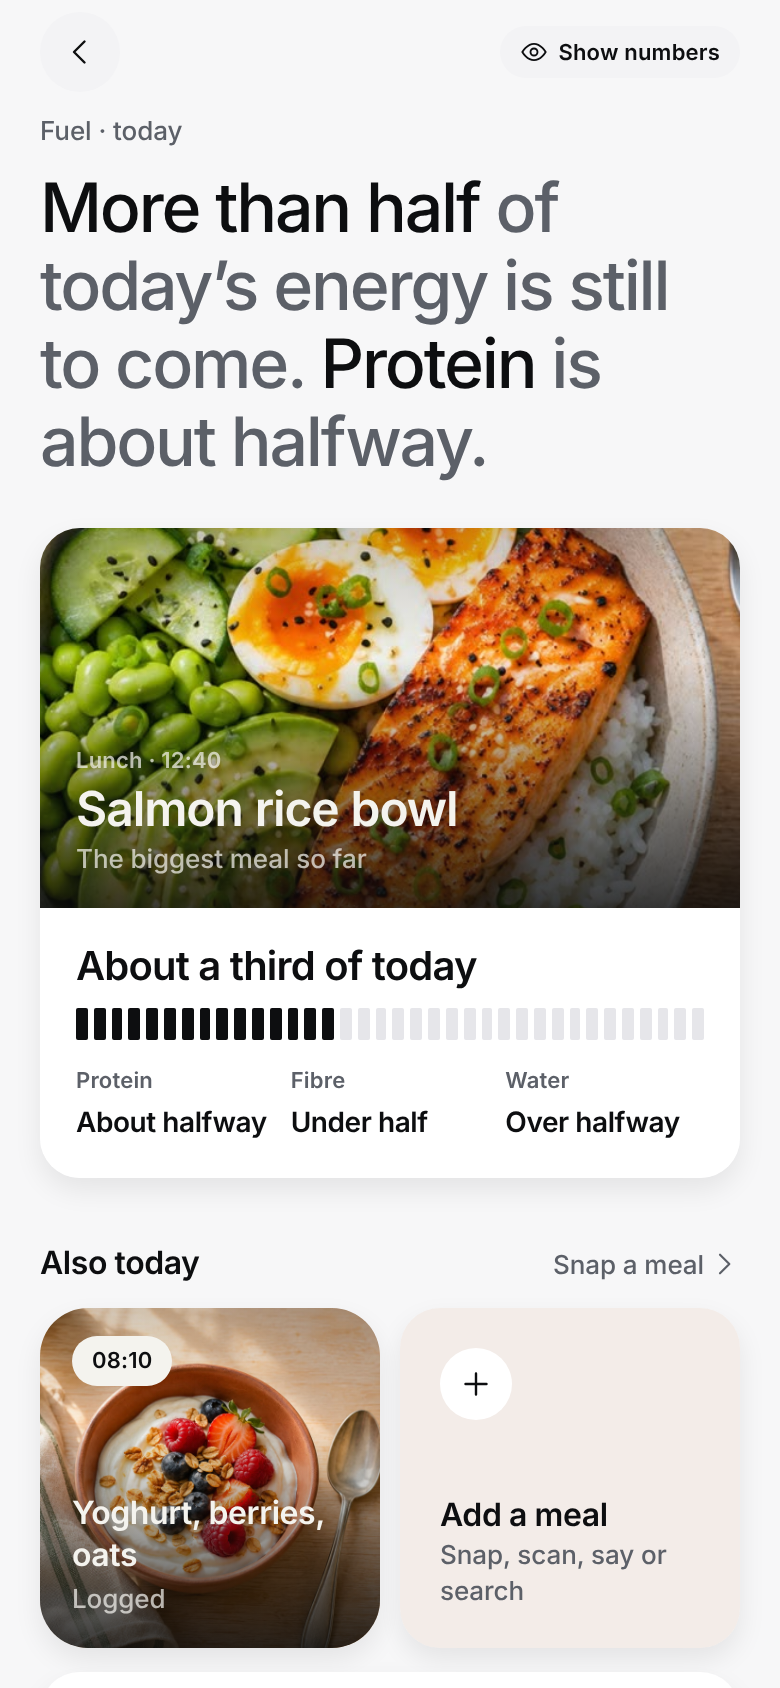 Show numbers
Fuel · today
More than half of
today’s energy is still
to come. Protein is
about halfway.
Lunch · 12:40
Salmon rice bowl
The biggest meal so far
About a third of today
Protein
Fibre
Water
About halfway
Under half
Over halfway
Also today
Snap a meal
08:10
Yoghurt, berries,
oats
Logged
Add a meal
Snap, scan, say or
search